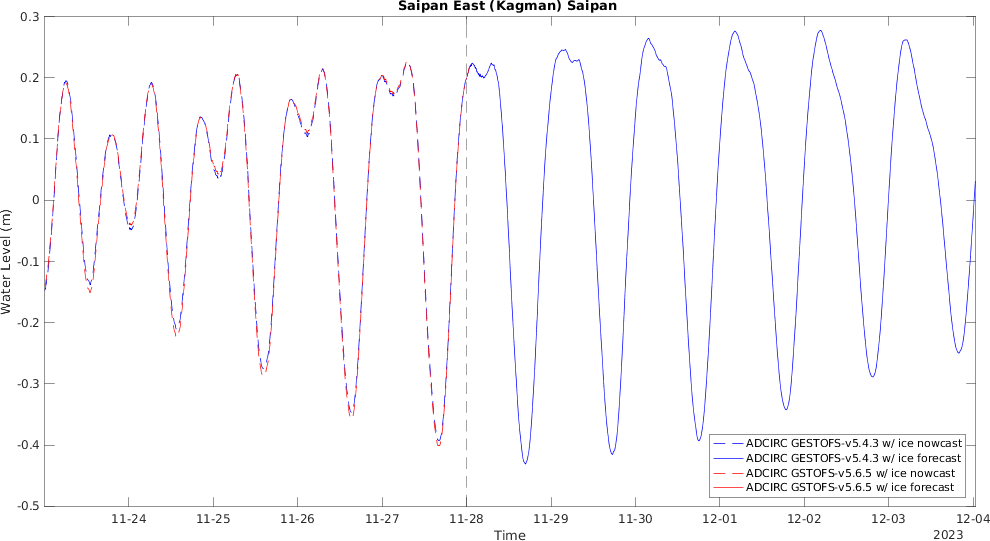 Saipan East (Kagman) Saipan
0.3
0.2
0.1
0
-0.1
-0.2
-0.3
-0.4
-0.5
Water Level (m)
ADCIRC GESTOFS-v5.4.3 w/ ice nowcast
ADCIRC GESTOFS-v5.4.3 w/ ice forecast
ADCIRC GSTOFS-v5.6.5 w/ ice nowcast
ADCIRC GSTOFS-v5.6.5 w/ ice forecast
11-24 11-25 11-26 11-27 11-28 11-29 11-30 12-01 12-02 12-03 12-04
Time
2023